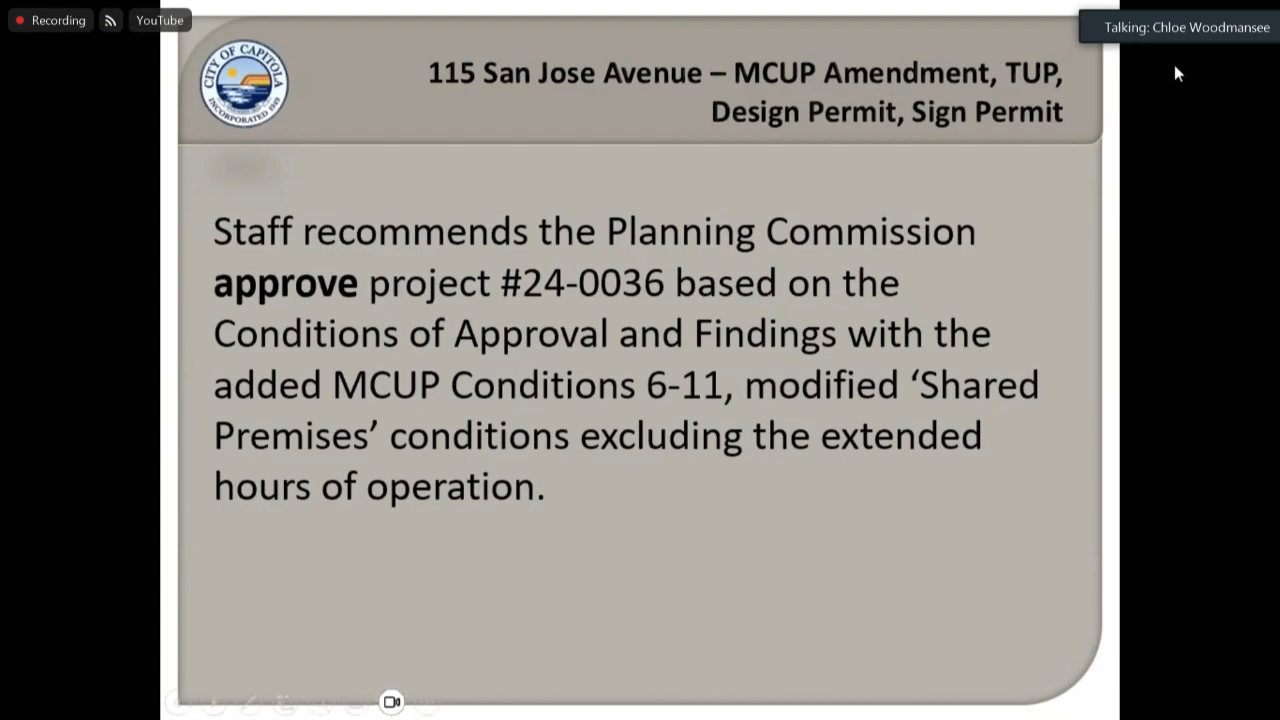 Recording
YouTube
Talking: Chloe Woodmansee
CITY OF CAPITOLA
INCORPORATED 1949
115 San Jose Avenue – MCUP Amendment, TUP,
Design Permit, Sign Permit
Staff recommends the Planning Commission
approve project #24-0036 based on the
Conditions of Approval and Findings with the
added MCUP Conditions 6-11, modified ‘Shared
Premises’ conditions excluding the extended
hours of operation.